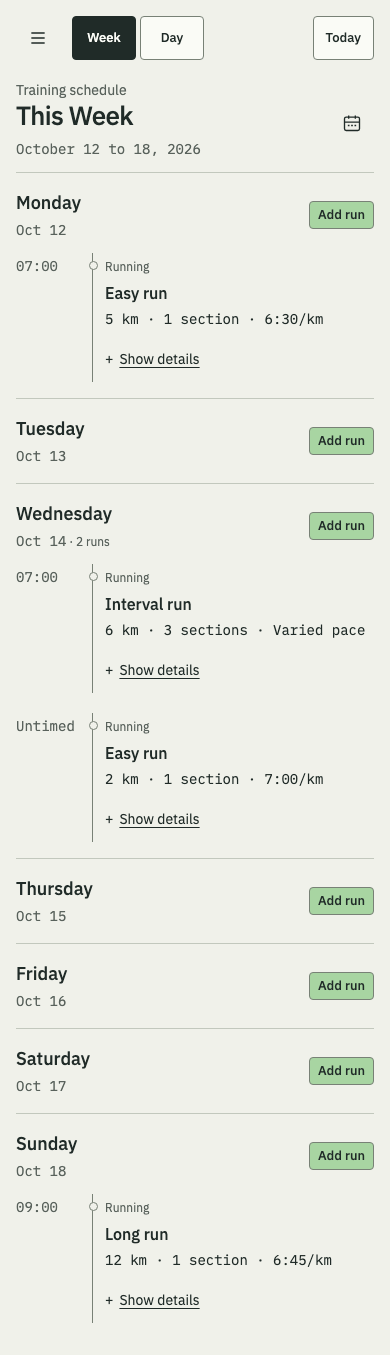 Week Day Today
Training schedule
This Week
October 12 to 18, 2026
Monday
Add run
Oct 12
07:00 Running
Easy run
5 km · 1 section · 6:30/km
+ Show details
Tuesday
Add run
Oct 13
Wednesday
Add run
Oct 14 · 2 runs
07:00 Running
Interval run
6 km · 3 sections · Varied pace
+ Show details
Untimed Running
Easy run
2 km · 1 section · 7:00/km
+ Show details
Thursday
Add run
Oct 15
Friday
Add run
Oct 16
Saturday
Add run
Oct 17
Sunday
Add run
Oct 18
09:00 Running
Long run
12 km · 1 section · 6:45/km
+ Show details